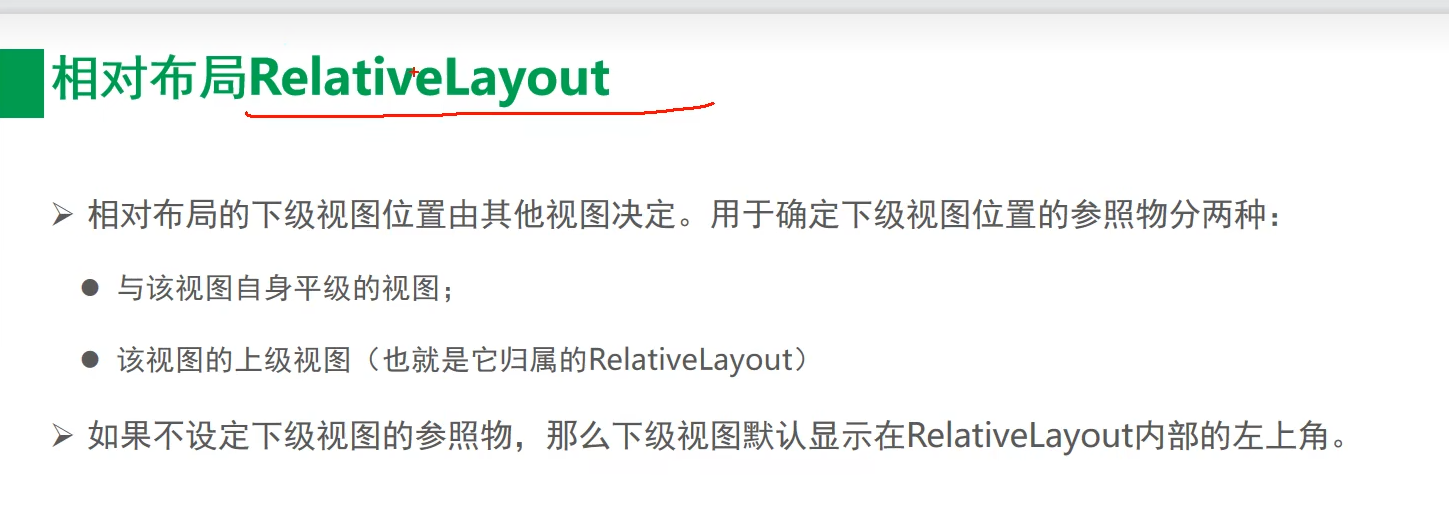 相对布局RelativeLayout
相对布局的下级视图位置由其他视图决定。用于确定下级视图位置的参照物分两种：
与该视图自身平级的视图；
该视图的上级视图（也就是它归属的RelativeLayout）
如果不设定下级视图的参照物，那么下级视图默认显示在RelativeLayout内部的左上角。